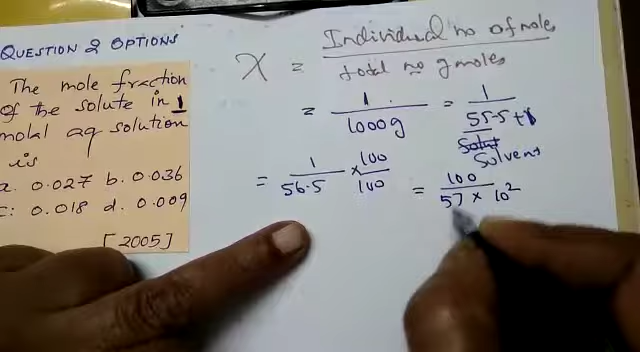 QUESTION 2 OPTIONS
The mole fraction
of the solute in 1
molal aq solution
is
a. 0.027 b. 0.036
c: 0.018 d. 0.009
[2005]
X = Individual no of moles / total no of moles
= 1 / 1000g = 1 / 55.5+1
Solvent
= 1 / 56.5 × 100 / 100 = 100 / 57 × 10²